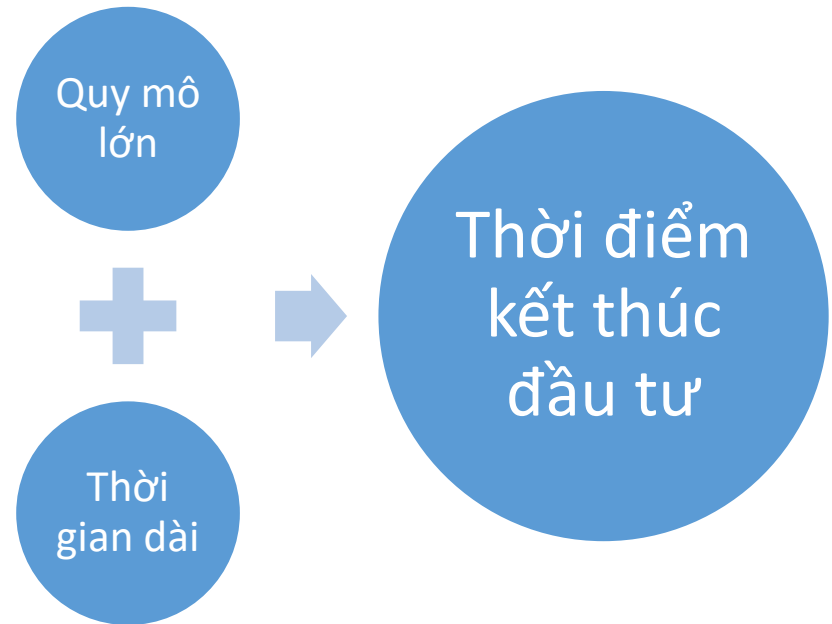 Quy mô
lớn
Thời
gian dài
Thời điểm
kết thúc
đầu tư